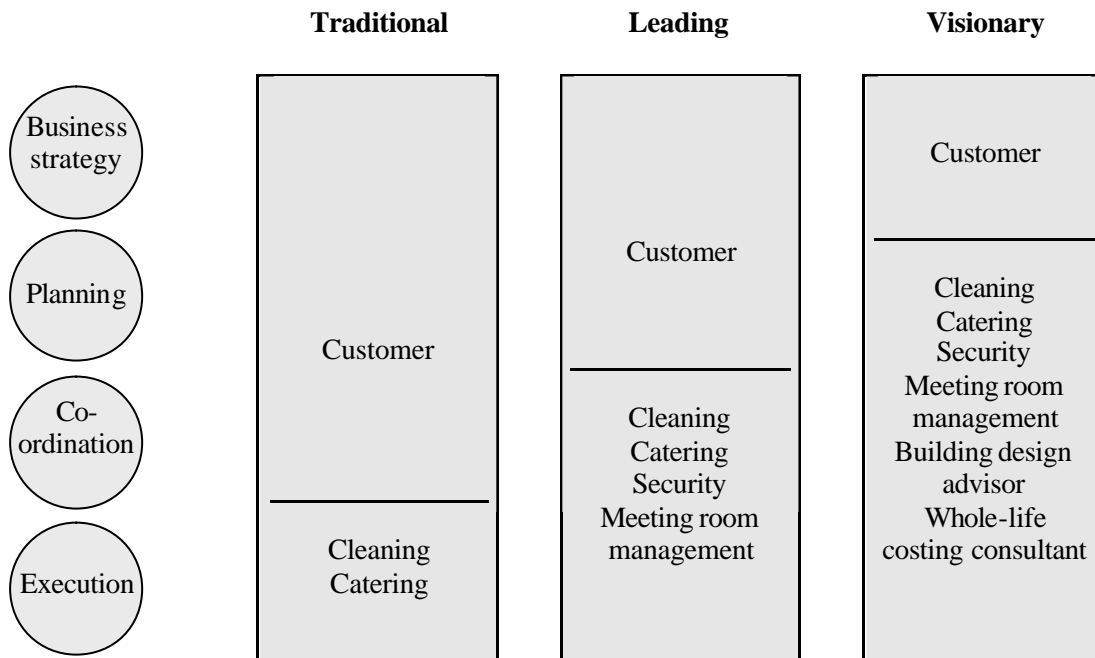 Traditional
Leading
Visionary
Business
strategy
Planning
Co-
ordination
Execution
Customer
Cleaning
Catering
Customer
Cleaning
Catering
Security
Meeting room
management
Customer
Cleaning
Catering
Security
Meeting room
management
Building design
advisor
Whole-life
costing consultant